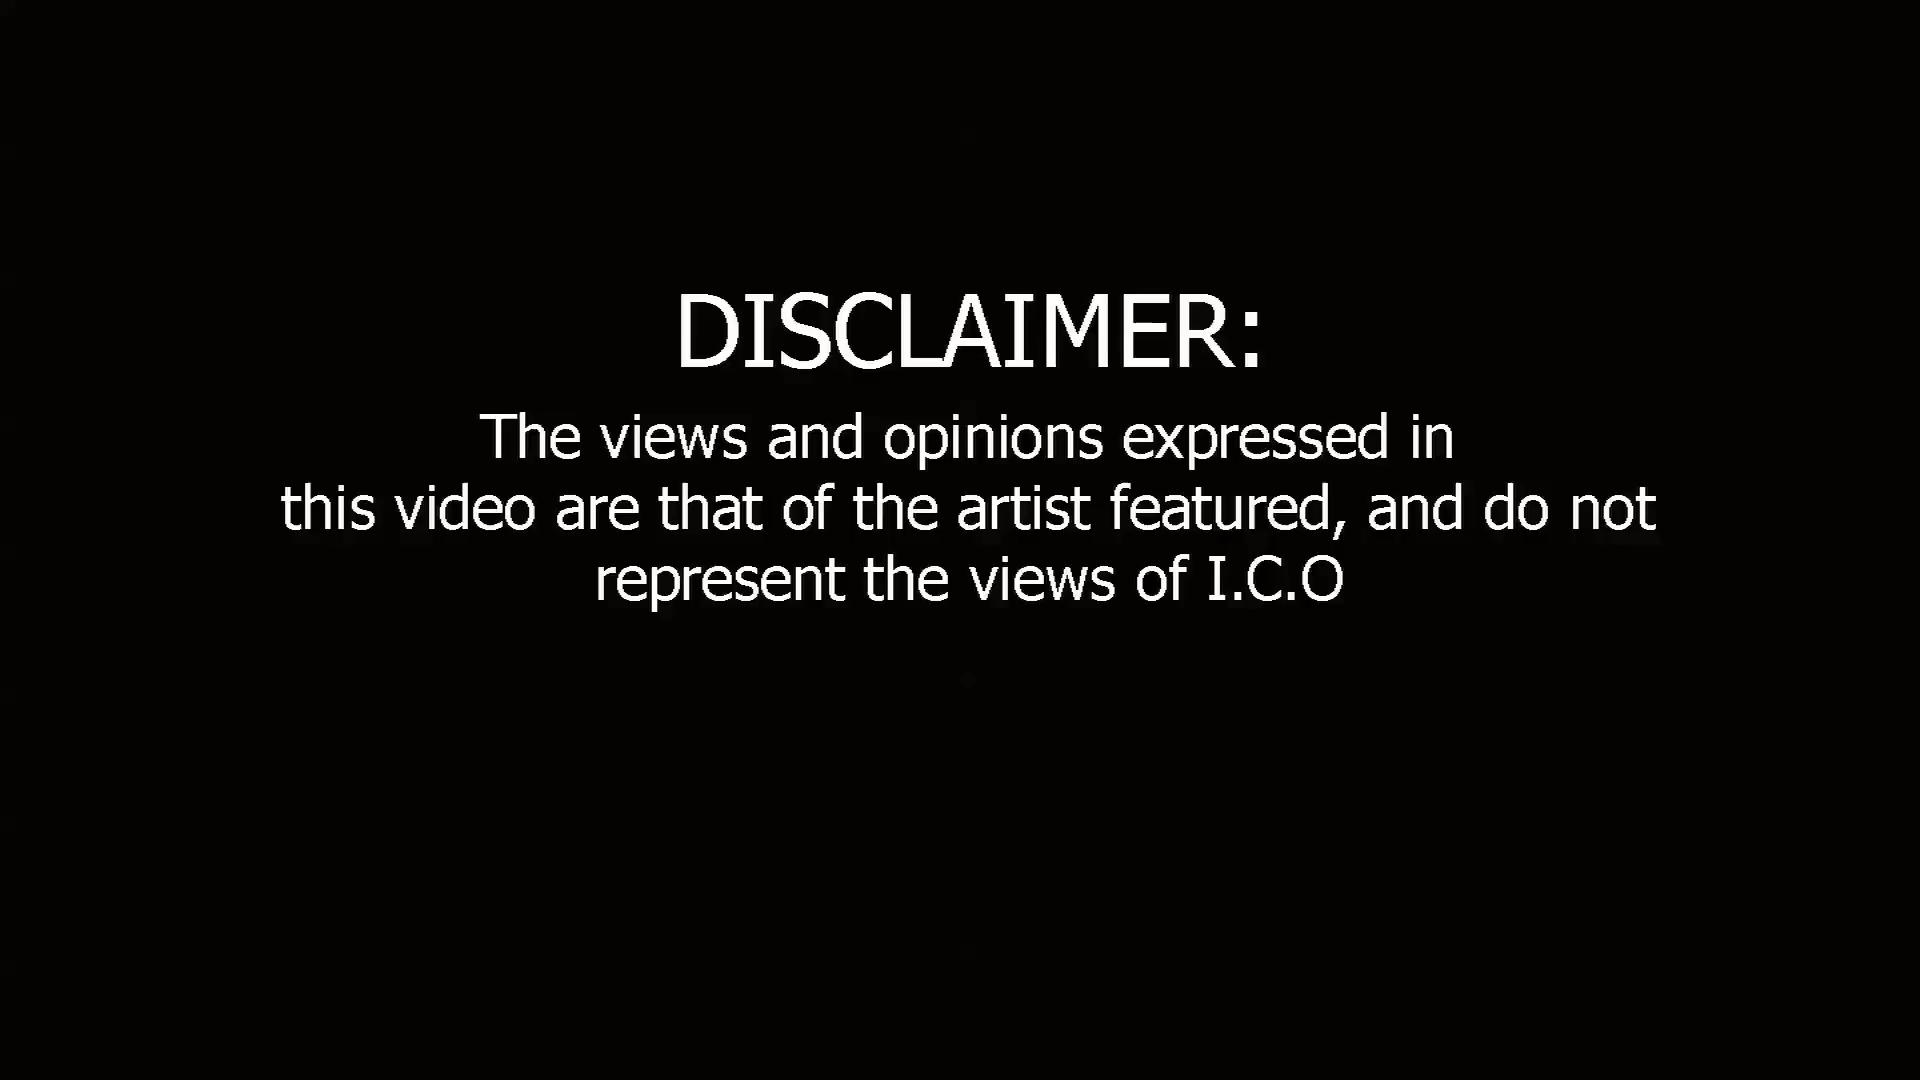 DISCLAIMER:
The views and opinions expressed in
this video are that of the artist featured, and do not
represent the views of I.C.O